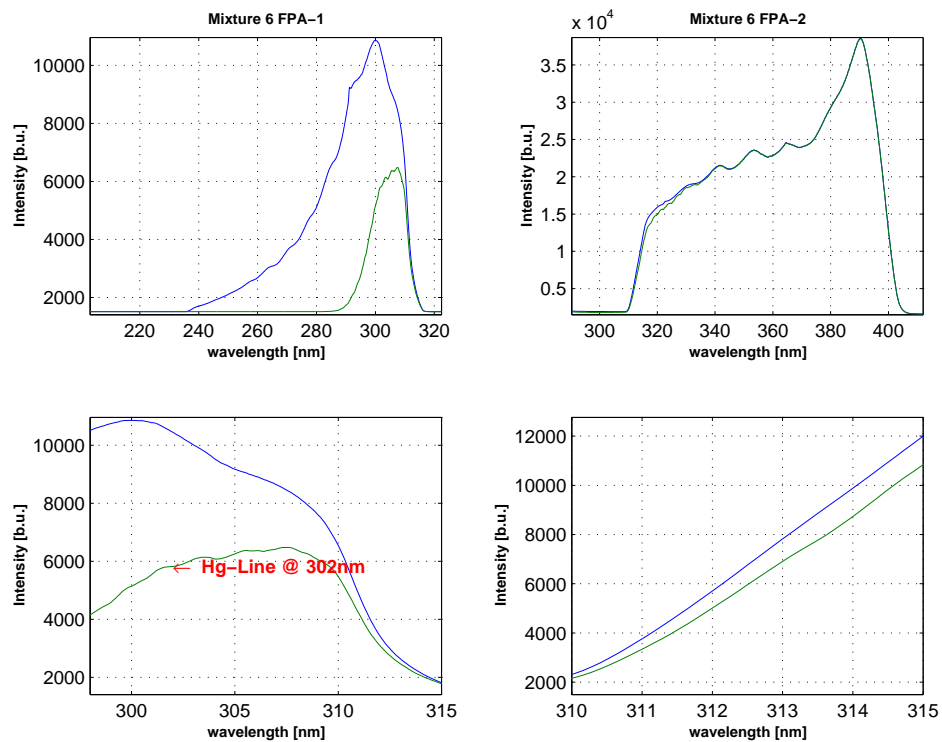 Mixture 6 FPA−1
Intensity [b.u.]
10000
8000
6000
4000
2000
220 240 260 280 300 320
wavelength [nm]
Mixture 6 FPA−2
x 10^4
Intensity [b.u.]
3.5
3
2.5
2
1.5
1
0.5
300 320 340 360 380 400
wavelength [nm]
Intensity [b.u.]
10000
8000
6000
4000
2000
← Hg−Line @ 302nm
300 305 310 315
wavelength [nm]
Intensity [b.u.]
12000
10000
8000
6000
4000
2000
310 311 312 313 314 315
wavelength [nm]